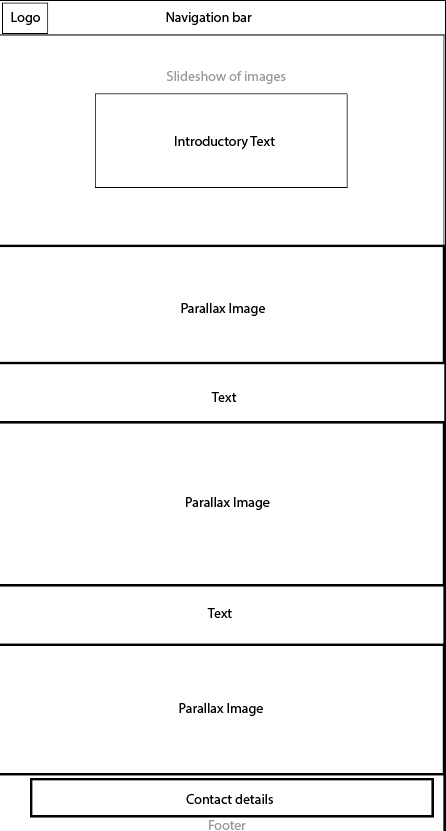 Logo
Navigation bar
Slideshow of images
Introductory Text
Parallax Image
Text
Parallax Image
Text
Parallax Image
Contact details
Footer